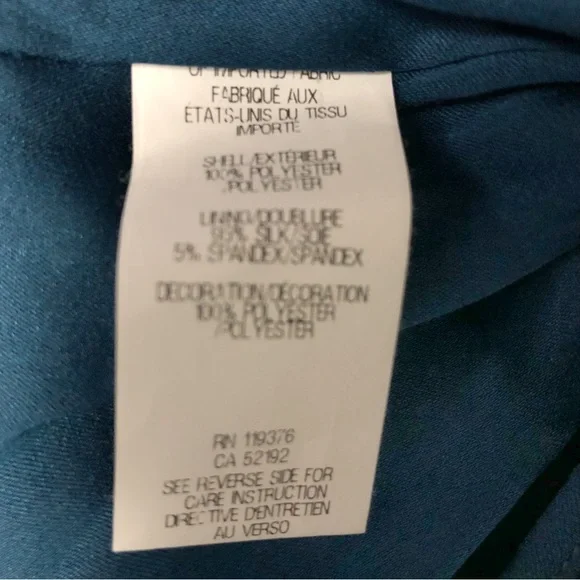 OF IMPORTED FABRIC
FABRIQUÉ AUX
ÉTATS-UNIS DU TISSU
IMPORTÉ
SHELL/EXTÉRIEUR
100% POLYESTER
/POLYESTER
LINING/DOUBLURE
95% SILK/SOIE
5% SPANDEX/SPANDEX
DECORATION/DÉCORATION
100% POLYESTER
/POLYESTER
RN 119376
CA 52192
SEE REVERSE SIDE FOR
CARE INSTRUCTION
DIRECTIVE D'ENTRETIEN
AU VERSO